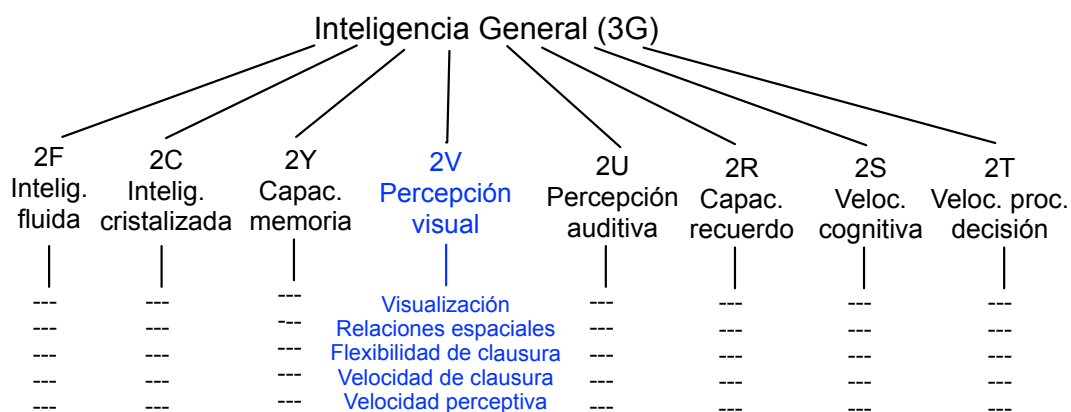 Inteligencia General (3G)
2F
Intelig.
fluida
2C
Intelig.
cristalizada
2Y
Capac.
memoria
2V
Percepción
visual
2U
Percepción
auditiva
2R
Capac.
recuerdo
2S
Veloc.
cognitiva
2T
Veloc. proc.
decisión
--- --- --- Visualización --- --- --- ---
--- --- --- Relaciones espaciales --- --- --- ---
--- --- --- Flexibilidad de clausura --- --- --- ---
--- --- --- Velocidad de clausura --- --- --- ---
--- --- --- Velocidad perceptiva --- --- --- ---